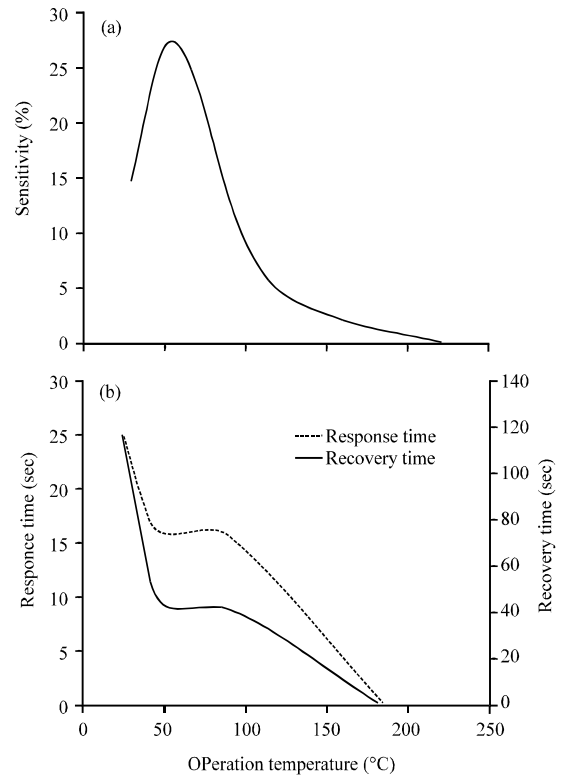 (a)
Sensitivity (%)
30
25
20
15
10
5
0
(b)
Response time
Recovery time
Responce time (sec)
30
25
20
15
10
5
0
Recovery time (sec)
140
120
100
80
60
40
20
0
0 50 100 150 200 250
OPeration temperature (°C)